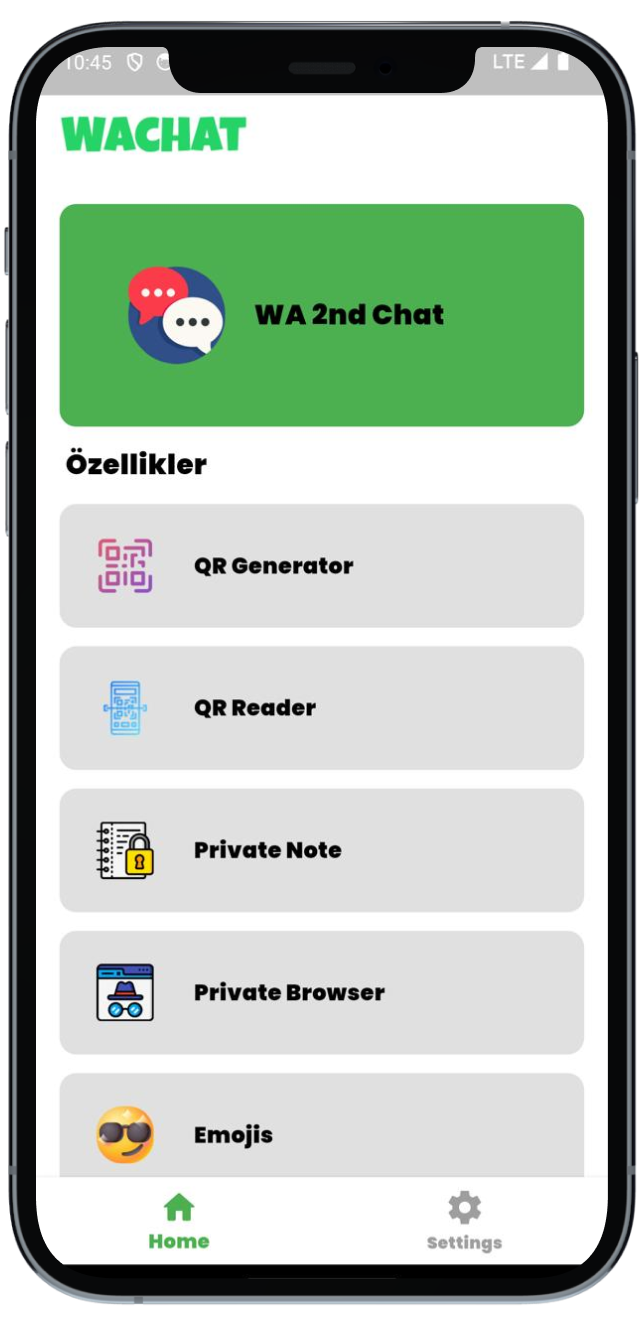 10:45
LTE
WACHAT
WA 2nd Chat
Özellikler
QR Generator
QR Reader
Private Note
Private Browser
Emojis
Home
Settings